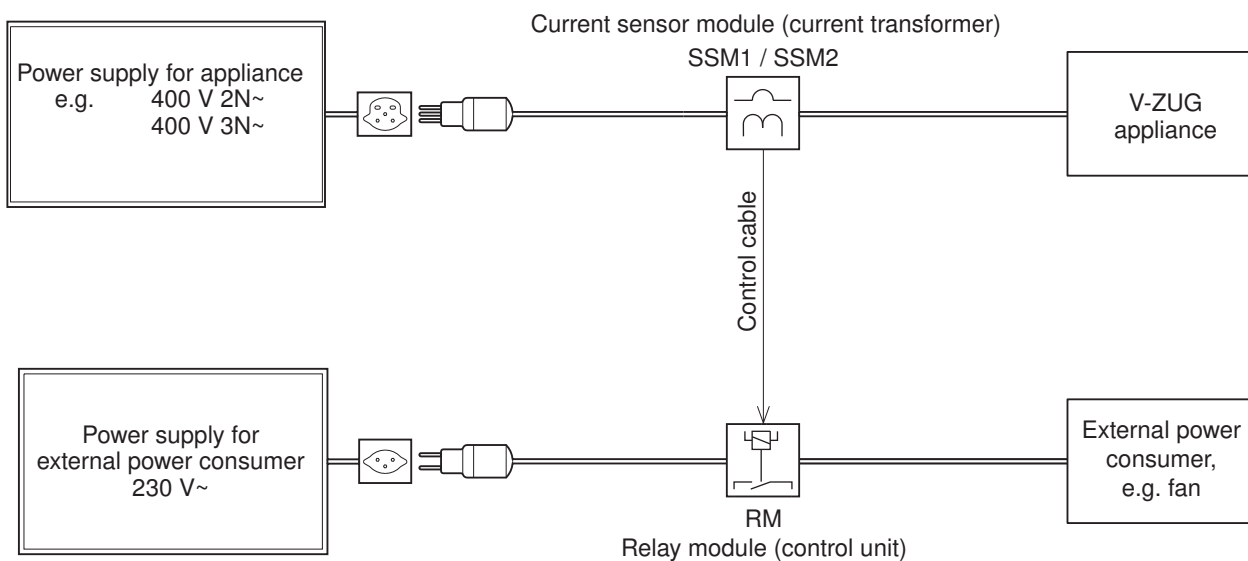 Current sensor module (current transformer)
SSM1 / SSM2
Power supply for appliance
e.g. 400 V 2N~
400 V 3N~
V-ZUG
appliance
Control cable
Power supply for
external power consumer
230 V~
External power
consumer,
e.g. fan
RM
Relay module (control unit)